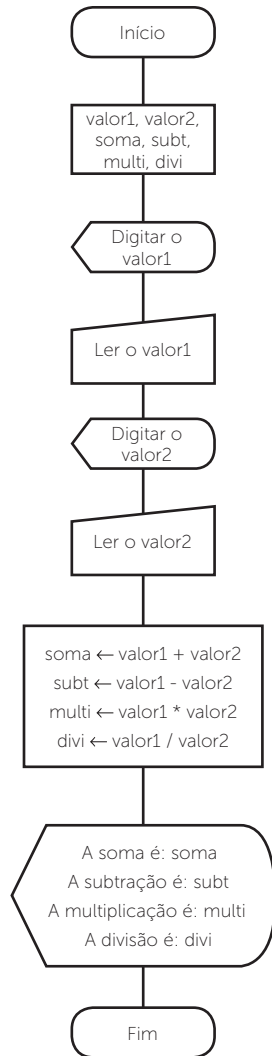 Início
valor1, valor2,
soma, subt,
multi, divi
Digitar o
valor1
Ler o valor1
Digitar o
valor2
Ler o valor2
soma ← valor1 + valor2
subt ← valor1 - valor2
multi ← valor1 * valor2
divi ← valor1 / valor2
A soma é: soma
A subtração é: subt
A multiplicação é: multi
A divisão é: divi
Fim